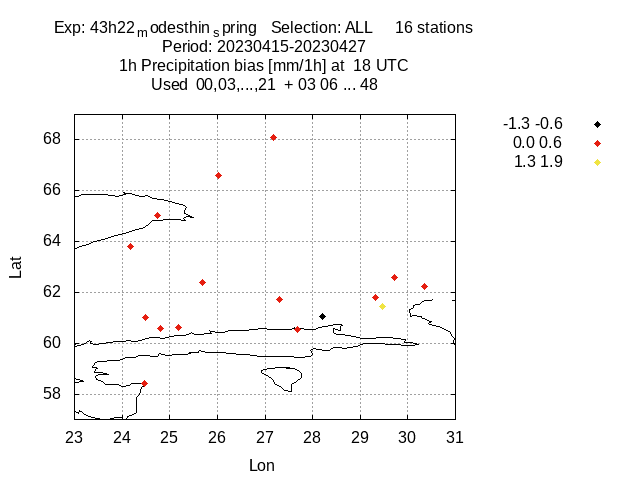 Exp: 43h22modesthinspring Selection: ALL 16 stations
Period: 20230415-20230427
1h Precipitation bias [mm/1h] at 18 UTC
Used 00,03,...,21 + 03 06 ... 48
-1.3 -0.6
0.0 0.6
1.3 1.9
68
66
64
62
60
58
Lat
23 24 25 26 27 28 29 30 31
Lon